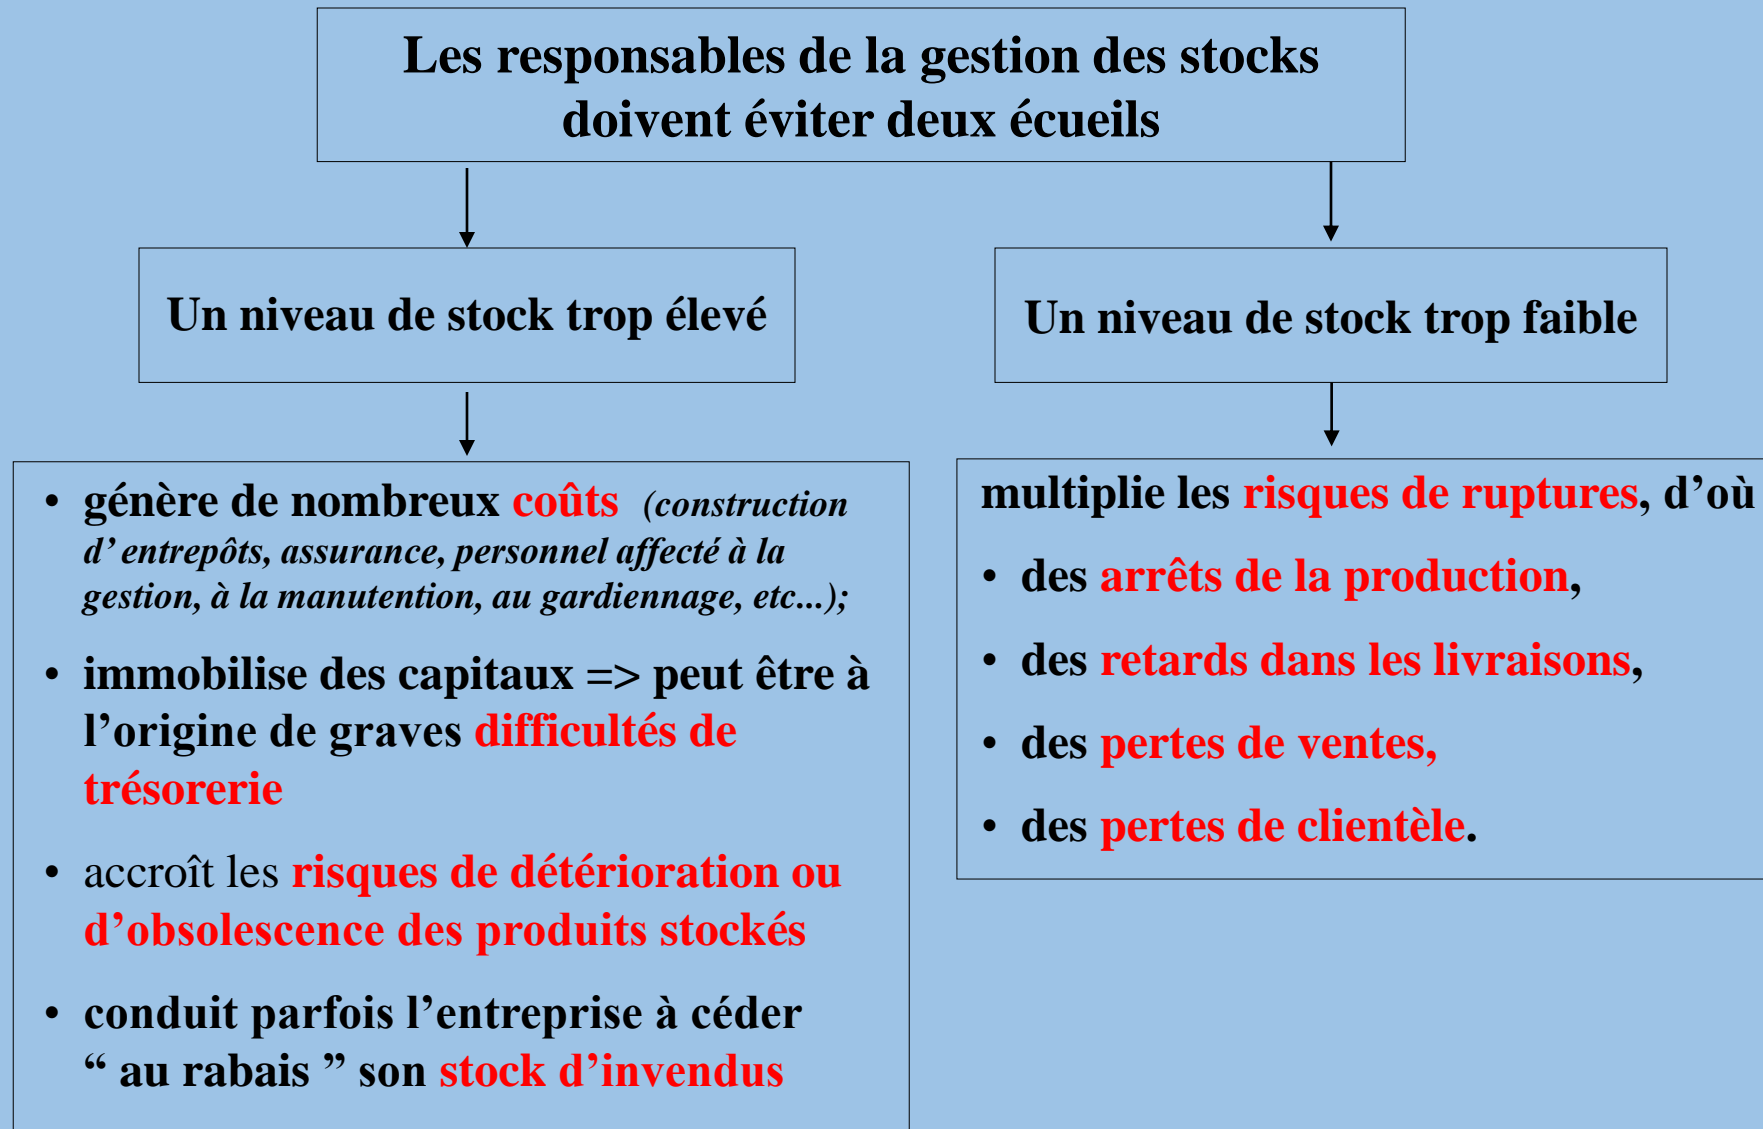 Les responsables de la gestion des stocks
doivent éviter deux écueils
Un niveau de stock trop élevé
• génère de nombreux coûts (construction
d’entrepôts, assurance, personnel affecté à la
gestion, à la manutention, au gardiennage, etc...);
• immobilise des capitaux => peut être à
l’origine de graves difficultés de
trésorerie
• accroît les risques de détérioration ou
d’obsolescence des produits stockés
• conduit parfois l’entreprise à céder
“ au rabais ” son stock d’invendus
Un niveau de stock trop faible
multiplie les risques de ruptures, d’où
• des arrêts de la production,
• des retards dans les livraisons,
• des pertes de ventes,
• des pertes de clientèle.